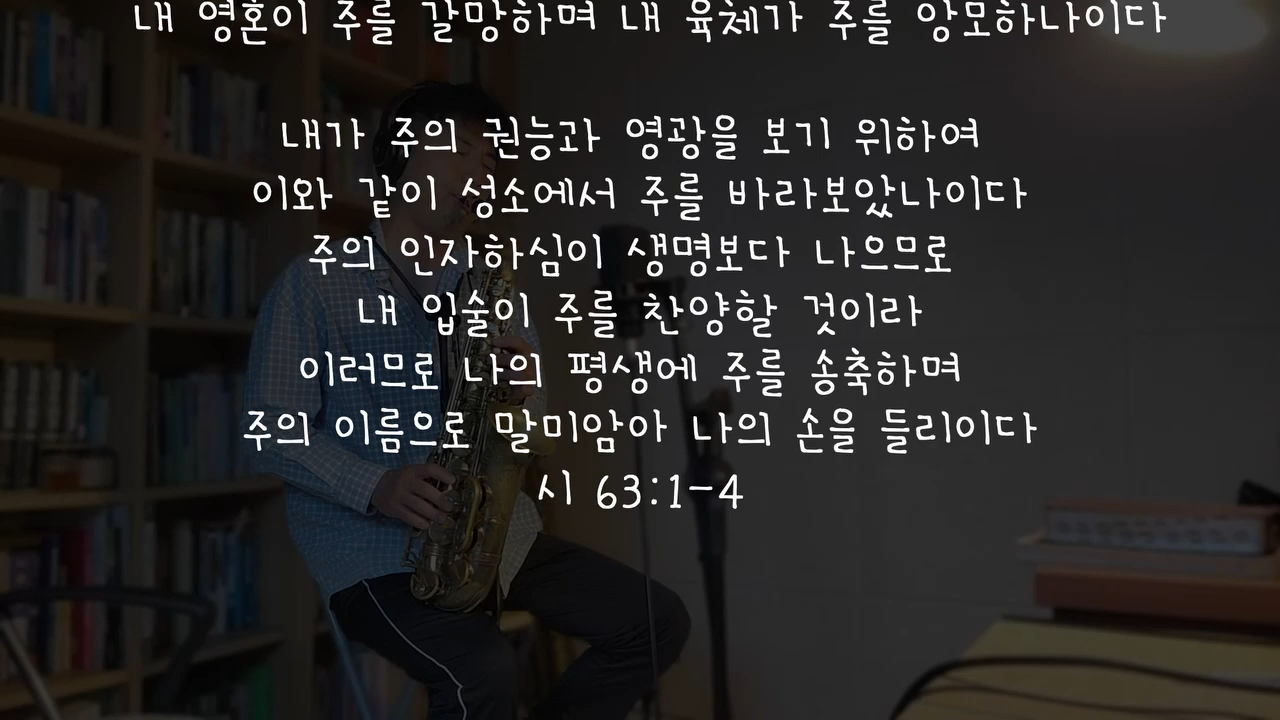 내 영혼이 주를 갈망하며 내 육체가 주를 앙모하나이다
내가 주의 권능과 영광을 보기 위하여
이와 같이 성소에서 주를 바라보았나이다
주의 인자하심이 생명보다 나으므로
내 입술이 주를 찬양할 것이라
이러므로 나의 평생에 주를 송축하며
주의 이름으로 말미암아 나의 손을 들리이다
시 63:1-4